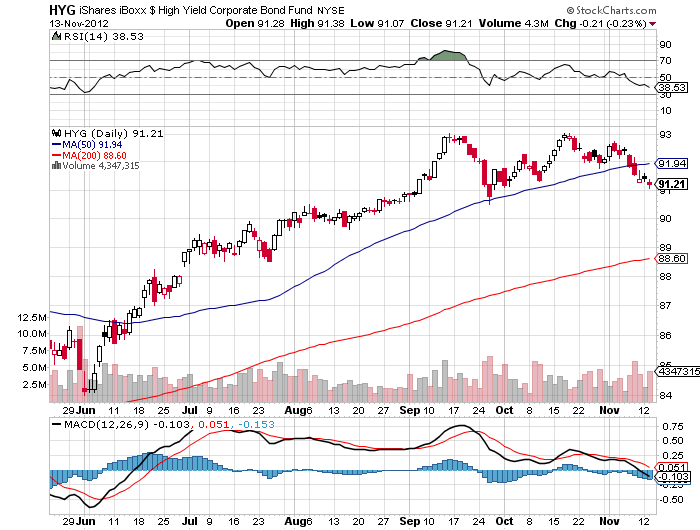 HYG iShares iBoxx $ High Yield Corporate Bond Fund NYSE © StockCharts.com
13-Nov-2012 Open 91.28 High 91.38 Low 91.07 Close 91.21 Volume 4.3M Chg -0.21 (-0.23%)
RSI(14) 38.53
90
70
50
38.53
30
10
HYG (Daily) 91.21
MA(50) 91.94
MA(200) 88.60
Volume 4,347,315
93
91.94
91.21
90
89
88.60
88
87
86
85
84
12.5M
10.0M
7.5M
5.0M
2.5M
4347315
29 Jun 11 18 25 Jul 9 16 23 Aug 6 13 20 27 Sep 10 17 24 Oct 8 15 22 Nov 12
MACD(12,26,9) -0.103, 0.051, -0.153
0.75
0.50
0.25
0.051
-0.103
-0.25
-0.50
29 Jun 11 18 25 Jul 9 16 23 Aug 6 13 20 27 Sep 10 17 24 Oct 8 15 22 Nov 12